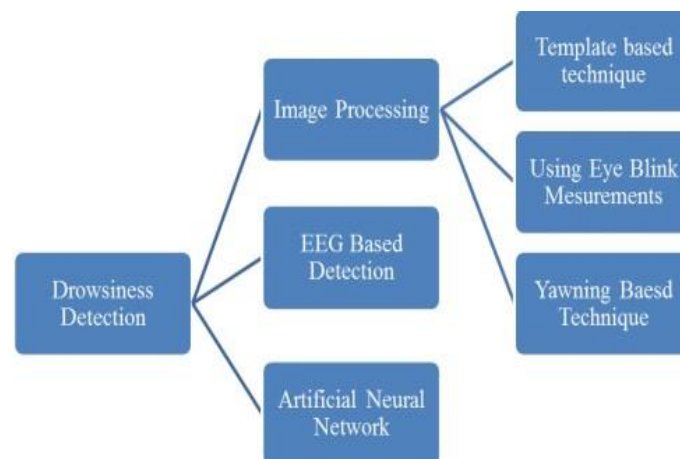 Drowsiness
Detection
Image Processing
EEG Based
Detection
Artificial Neural
Network
Template based
technique
Using Eye Blink
Mesurements
Yawning Baesd
Technique